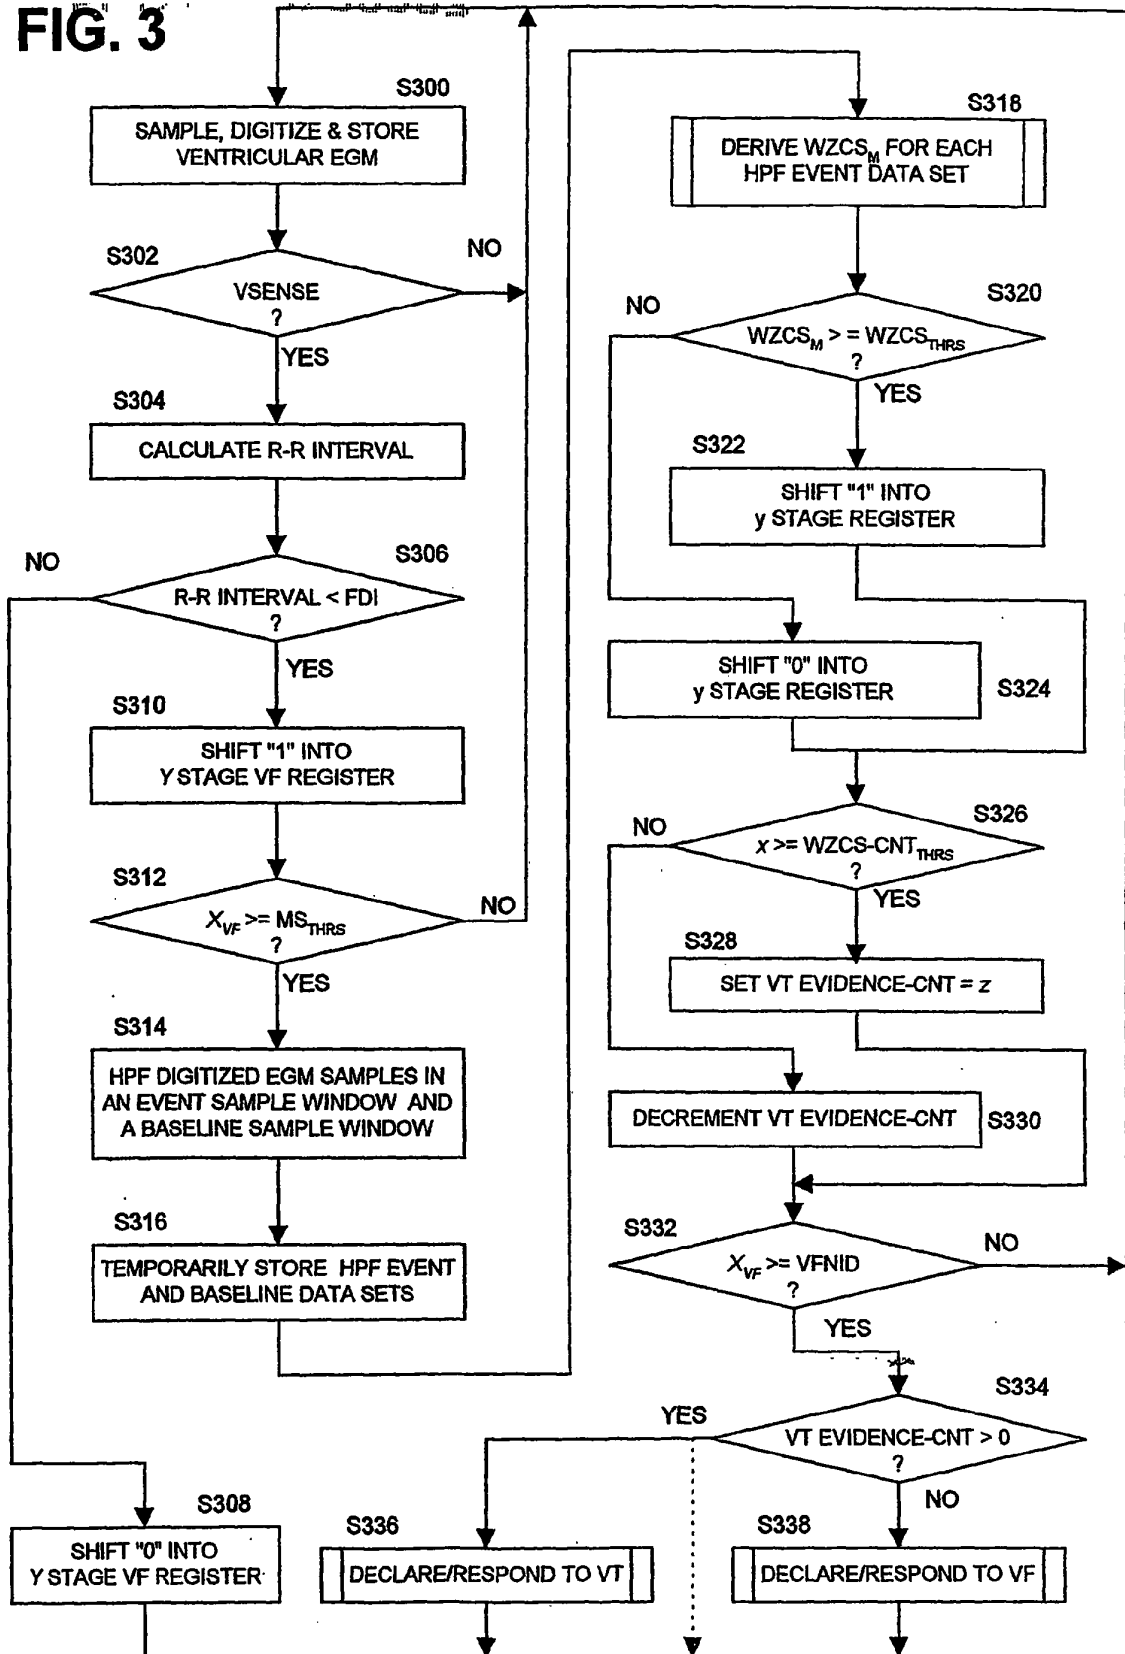 FIG. 3
S300
SAMPLE, DIGITIZE & STORE
VENTRICULAR EGM
S302
NO
VSENSE
?
YES
S304
CALCULATE R-R INTERVAL
S306
NO
R-R INTERVAL < FDI
?
YES
S310
SHIFT "1" INTO
Y STAGE VF REGISTER
S312
NO
X_VF >= MS_THRS
?
YES
S314
HPF DIGITIZED EGM SAMPLES IN
AN EVENT SAMPLE WINDOW AND
A BASELINE SAMPLE WINDOW
S316
TEMPORARILY STORE HPF EVENT
AND BASELINE DATA SETS
S308
SHIFT "0" INTO
Y STAGE VF REGISTER
S318
DERIVE WZCS_M FOR EACH
HPF EVENT DATA SET
S320
NO
WZCS_M > = WZCS_THRS
?
YES
S322
SHIFT "1" INTO
y STAGE REGISTER
SHIFT "0" INTO
y STAGE REGISTER
S324
S326
NO
x >= WZCS-CNT_THRS
?
YES
S328
SET VT EVIDENCE-CNT = z
DECREMENT VT EVIDENCE-CNT
S330
S332
NO
X_VF >= VFNID
?
YES
S334
YES
VT EVIDENCE-CNT > 0
?
NO
S336
DECLARE/RESPOND TO VT
S338
DECLARE/RESPOND TO VF